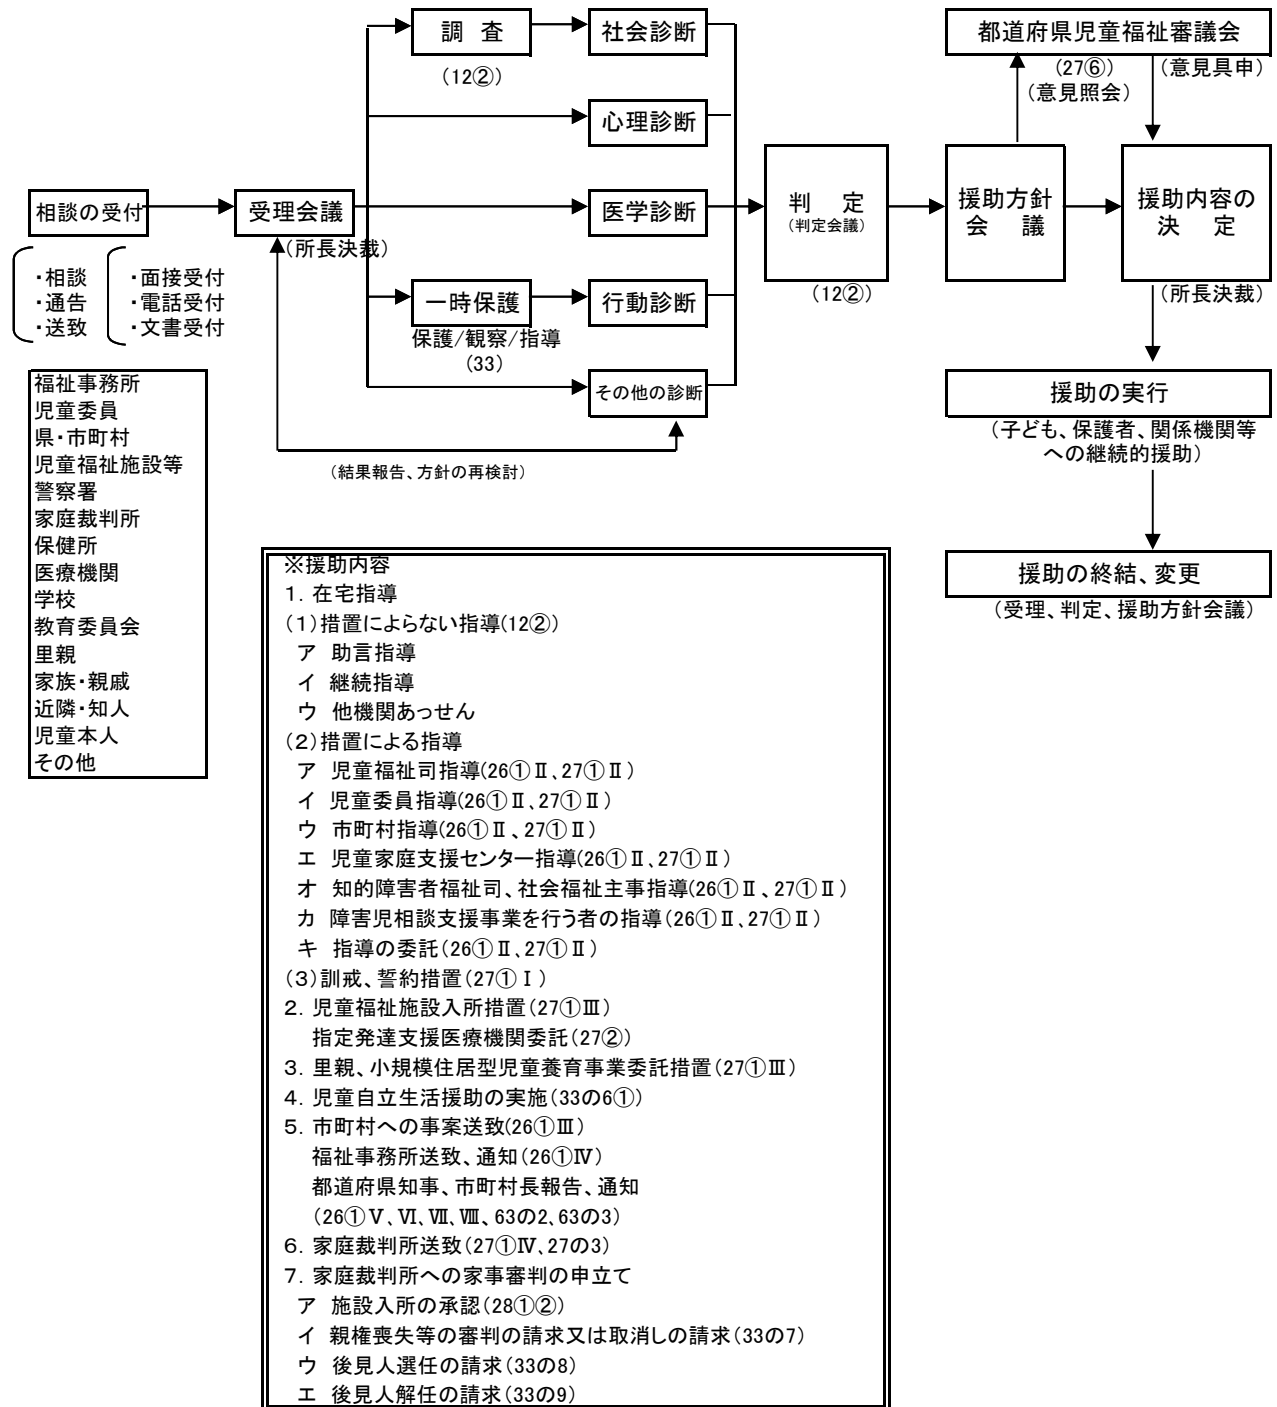 調　査
社会診断
都道府県児童福祉審議会
(12②)
(27⑥)
(意見照会)
(意見具申)
心理診断
相談の受付
受理会議
(所長決裁)
医学診断
判　定
(判定会議)
(12②)
援助方針
会　議
援助内容の
決　定
(所長決裁)
・相談
・通告
・送致
・面接受付
・電話受付
・文書受付
一時保護
保護/観察/指導
(33)
行動診断
その他の診断
(結果報告、方針の再検討)
援助の実行
(子ども、保護者、関係機関等
への継続的援助)
援助の終結、変更
(受理、判定、援助方針会議)
福祉事務所
児童委員
県・市町村
児童福祉施設等
警察署
家庭裁判所
保健所
医療機関
学校
教育委員会
里親
家族・親戚
近隣・知人
児童本人
その他
※援助内容
1．在宅指導
(1)措置によらない指導(12②)
ア　助言指導
イ　継続指導
ウ　他機関あっせん
(2)措置による指導
ア　児童福祉司指導(26①Ⅱ、27①Ⅱ)
イ　児童委員指導(26①Ⅱ、27①Ⅱ)
ウ　市町村指導(26①Ⅱ、27①Ⅱ)
エ　児童家庭支援センター指導(26①Ⅱ、27①Ⅱ)
オ　知的障害者福祉司、社会福祉主事指導(26①Ⅱ、27①Ⅱ)
カ　障害児相談支援事業を行う者の指導(26①Ⅱ、27①Ⅱ)
キ　指導の委託(26①Ⅱ、27①Ⅱ)
(3)訓戒、誓約措置(27①Ⅰ)
2．児童福祉施設入所措置(27①Ⅲ)
指定発達支援医療機関委託(27②)
3．里親、小規模住居型児童養育事業委託措置(27①Ⅲ)
4．児童自立生活援助の実施(33の6①)
5．市町村への事案送致(26①Ⅲ)
福祉事務所送致、通知(26①Ⅳ)
都道府県知事、市町村長報告、通知
(26①Ⅴ、Ⅵ、Ⅶ、Ⅷ、63の2、63の3)
6．家庭裁判所送致(27①Ⅳ、27の3)
7．家庭裁判所への家事審判の申立て
ア　施設入所の承認(28①②)
イ　親権喪失等の審判の請求又は取消しの請求(33の7)
ウ　後見人選任の請求(33の8)
エ　後見人解任の請求(33の9)